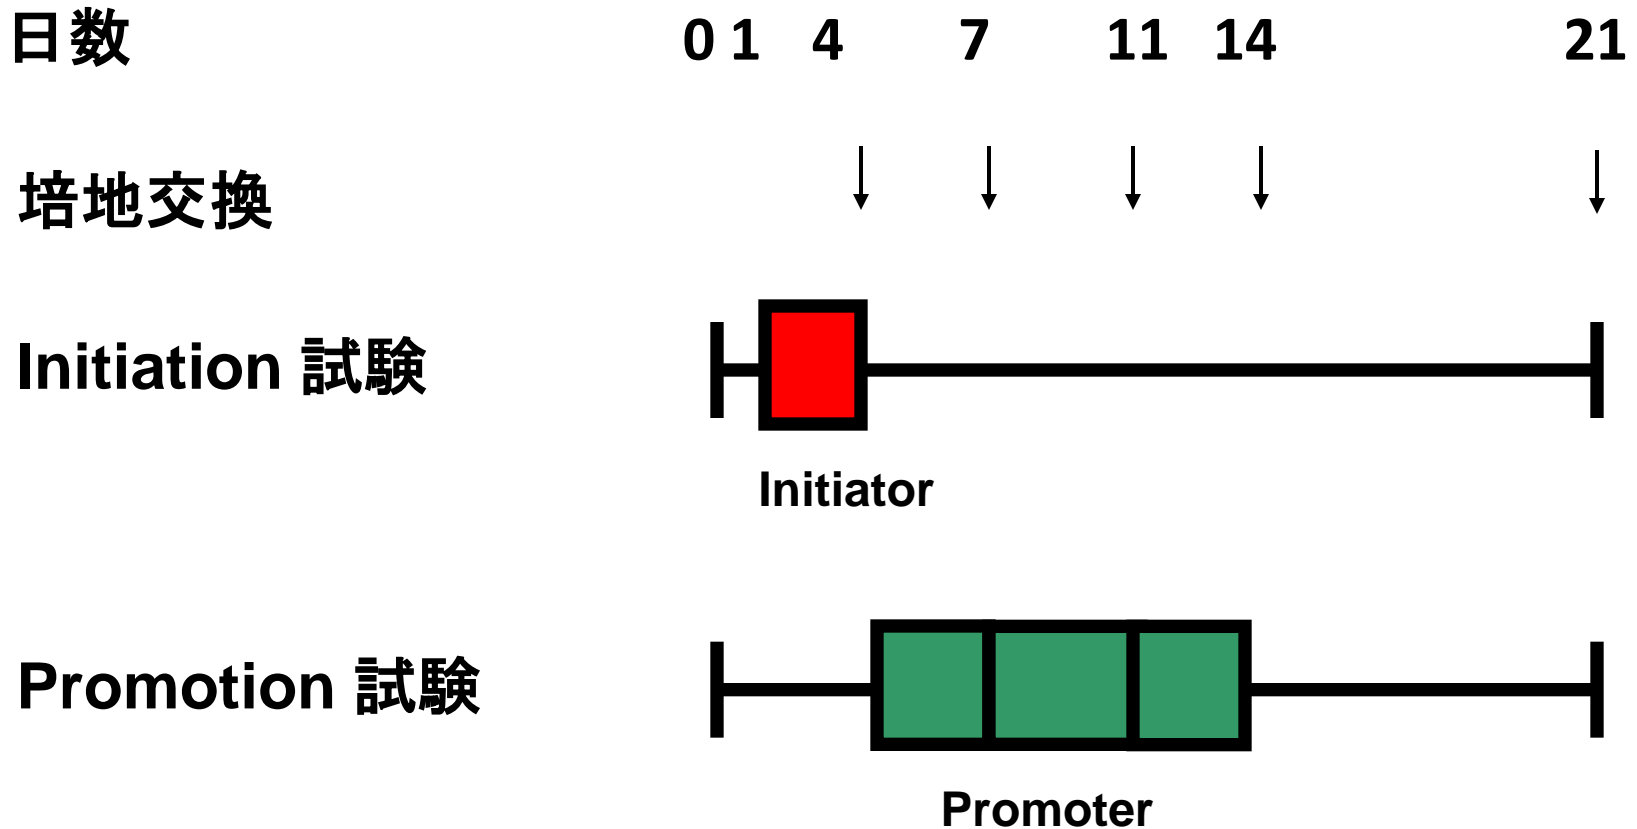 日数 0 1 4 7 11 14 21
培地交換
Initiation 試験
Initiator
Promotion 試験
Promoter